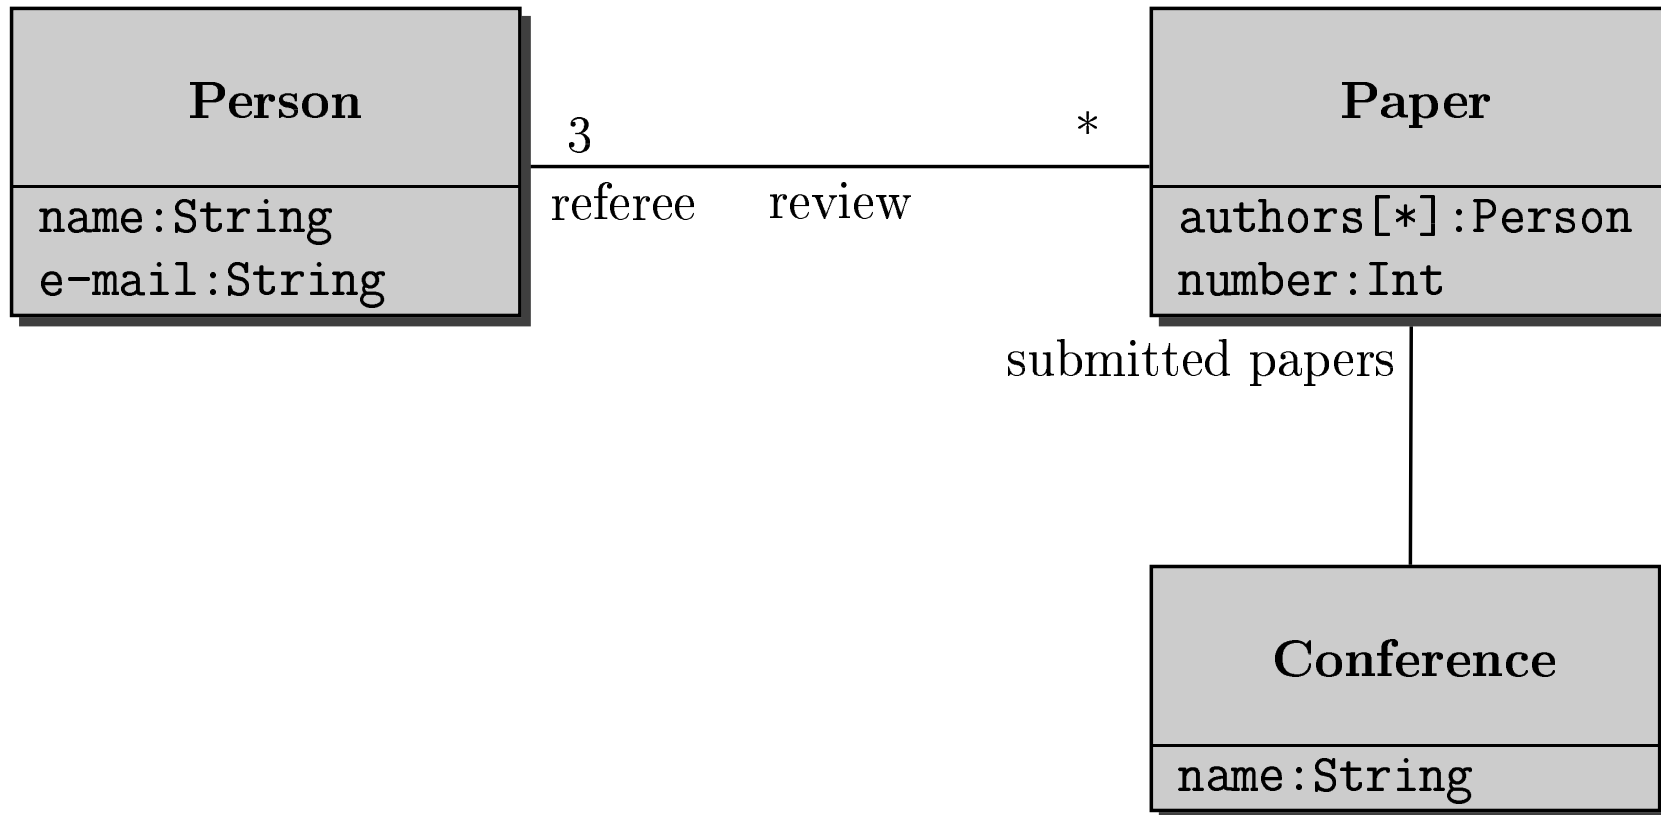 Person
Paper
3
*
referee
review
name:String
e-mail:String
authors[*]:Person
number:Int
submitted papers
Conference
name:String